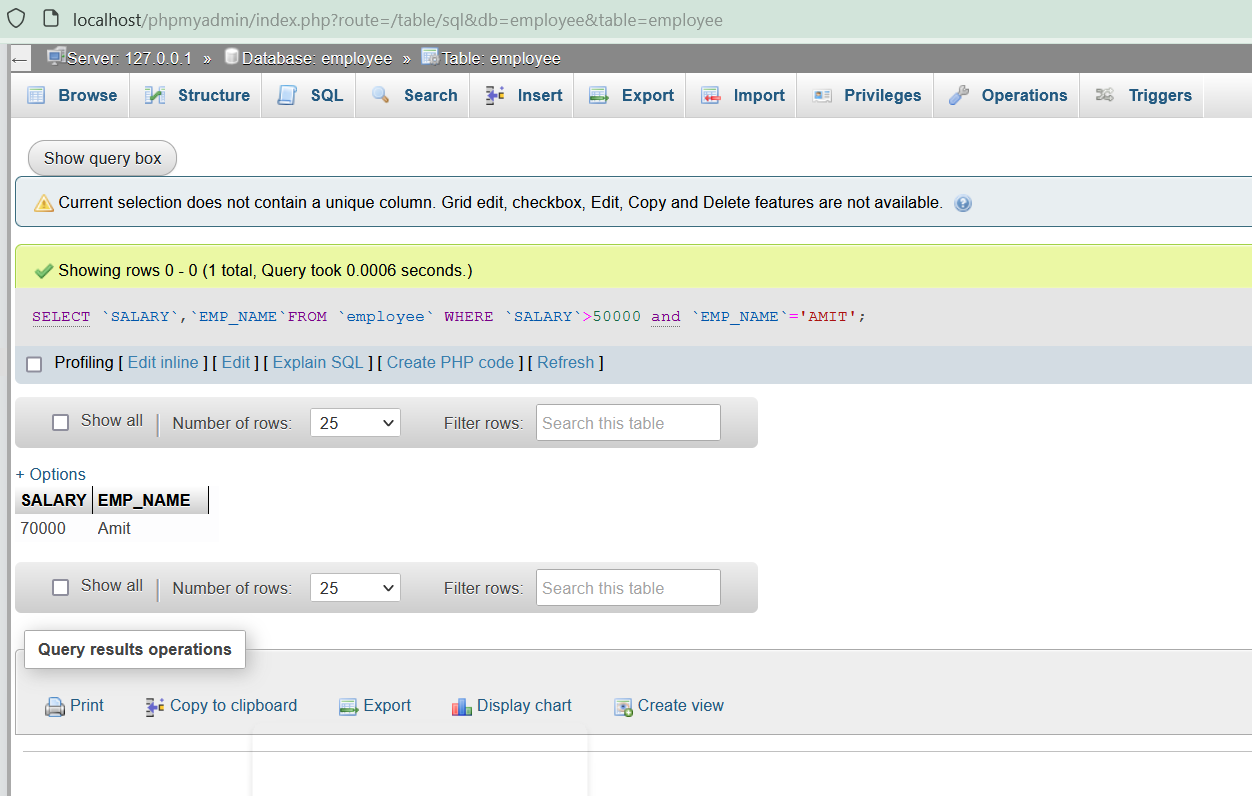 localhost/phpmyadmin/index.php?route=/table/sql&db=employee&table=employee
Server: 127.0.0.1 » Database: employee » Table: employee
Browse Structure SQL Search Insert Export Import Privileges Operations Triggers
Show query box
Current selection does not contain a unique column. Grid edit, checkbox, Edit, Copy and Delete features are not available.
Showing rows 0 - 0 (1 total, Query took 0.0006 seconds.)
SELECT `SALARY`,`EMP_NAME`FROM `employee` WHERE `SALARY`>50000 and `EMP_NAME`='AMIT';
Profiling [ Edit inline ] [ Edit ] [ Explain SQL ] [ Create PHP code ] [ Refresh ]
Show all | Number of rows: 25 Filter rows: Search this table
+ Options
SALARY EMP_NAME
70000 Amit
Show all | Number of rows: 25 Filter rows: Search this table
Query results operations
Print Copy to clipboard Export Display chart Create view